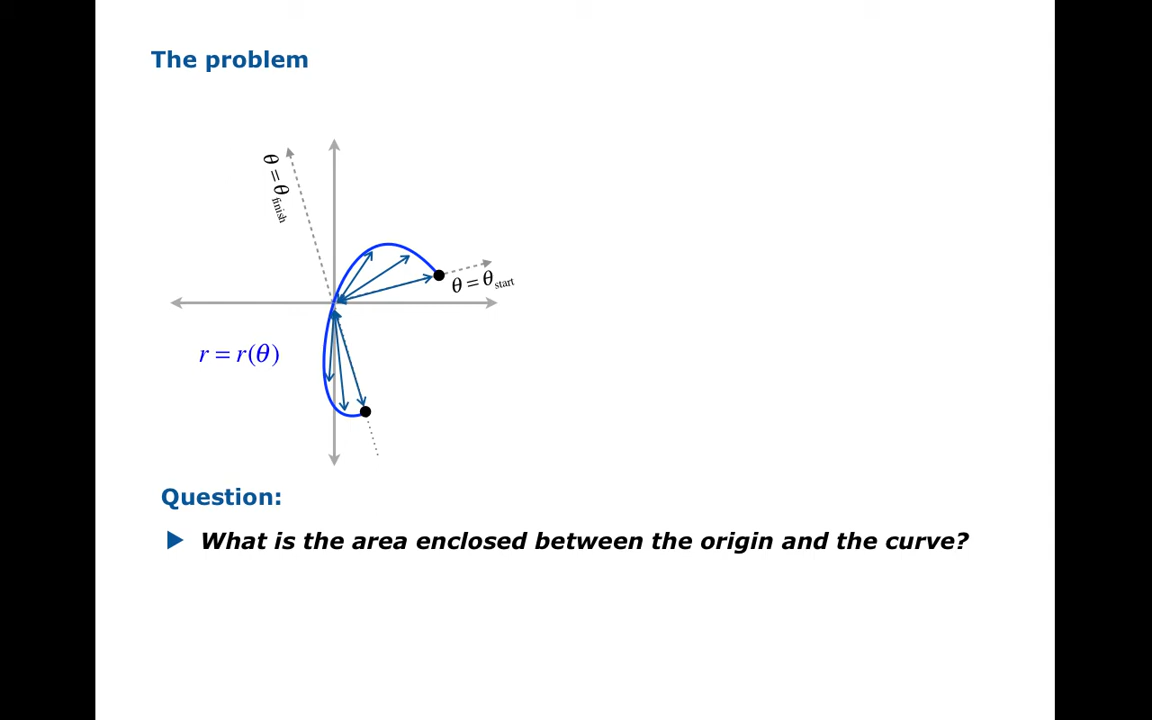 The problem
θ = θfinish
θ = θstart
r = r(θ)
Question:
What is the area enclosed between the origin and the curve?